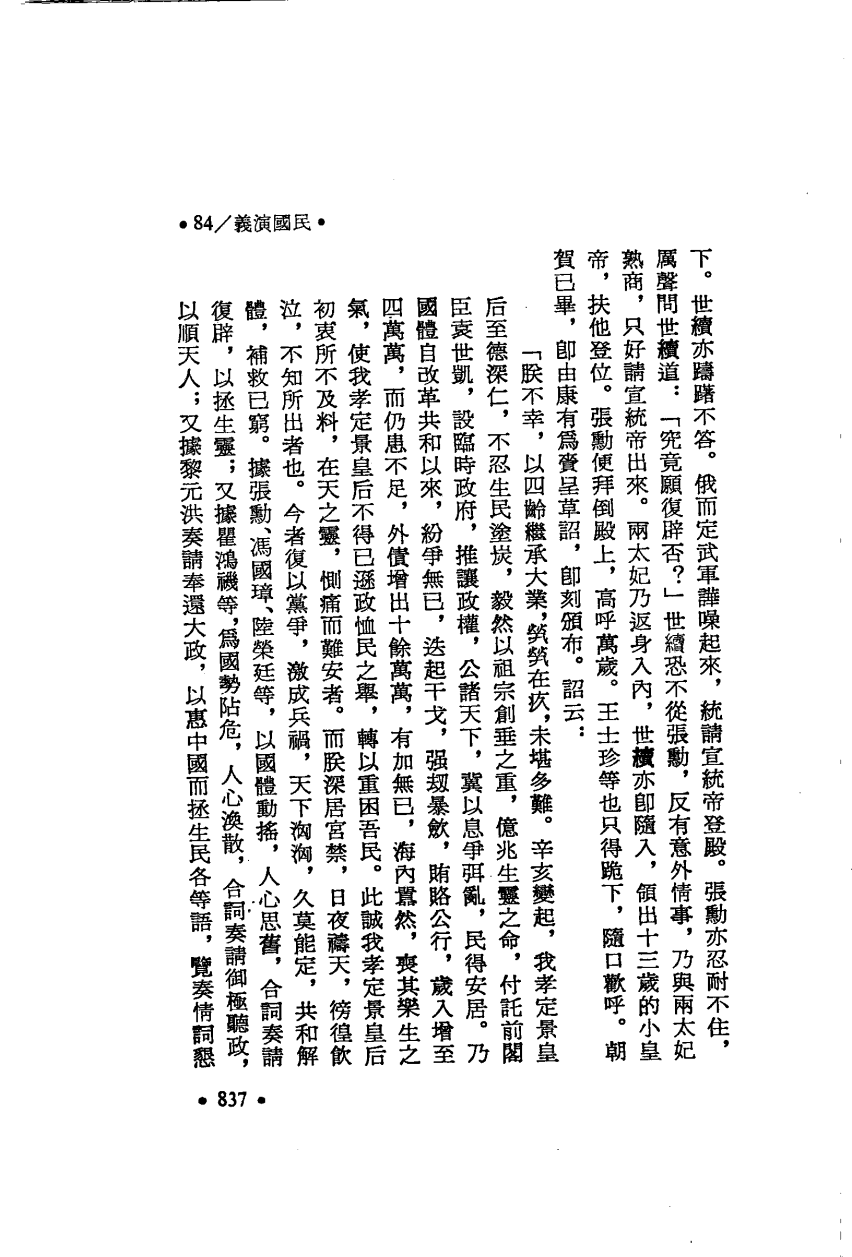 •84／義演國民•
下。世續亦躊躇不答。俄而定武軍譁噪起來，統請宣統帝登殿。張勳亦忍耐不住，
厲聲問世續道：「究竟願復辟否？」世續恐不從張勳，反有意外情事，乃與兩太妃
熟商，只好請宣統帝出來。兩太妃乃返身入內，世續亦卽隨入，領出十三歲的小皇
帝，扶他登位。張勳便拜倒殿上，高呼萬歲。王士珍等也只得跪下，隨口歡呼。朝
賀已畢，卽由康有爲賫呈草詔，卽刻頒布。詔云：
「朕不幸，以四齡繼承大業，煢煢在疚，未堪多難。辛亥變起，我孝定景皇
后至德深仁，不忍生民塗炭，毅然以祖宗創垂之重，億兆生靈之命，付託前閣
臣袁世凱，設臨時政府，推讓政權，公諸天下，冀以息爭弭亂，民得安居。乃
國體自改革共和以來，紛爭無已，迭起干戈，强刼暴斂，賄賂公行，歲入增至
四萬萬，而仍患不足，外債增出十餘萬萬，有加無已，海內囂然，喪其樂生之
氣，使我孝定景皇后不得已遜政恤民之舉，轉以重困吾民。此誠我孝定景皇后
初衷所不及料，在天之靈，惻痛而難安者。而朕深居宮禁，日夜禱天，徬徨飲
泣，不知所出者也。今者復以黨爭，激成兵禍，天下洶洶，久莫能定，共和解
體，補救已窮。據張勳、馮國璋、陸榮廷等，以國體動搖，人心思舊，合詞奏請
復辟，以拯生靈；又據瞿鴻禨等，爲國勢阽危，人心渙散，合詞奏請御極聽政，
以順天人；又據黎元洪奏請奉還大政，以惠中國而拯生民各等語，覽奏情詞懇
•837•